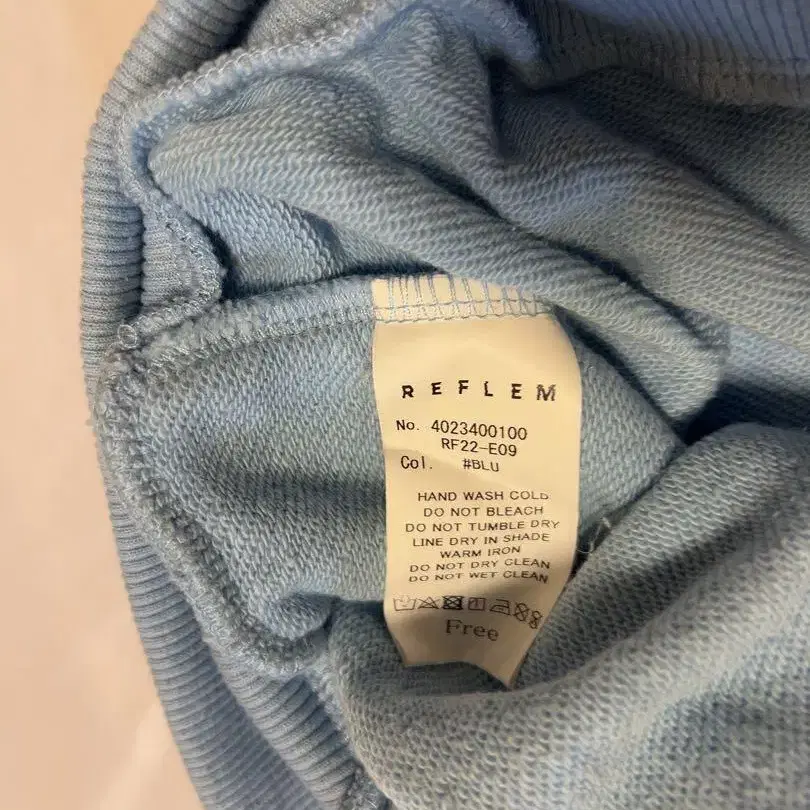 REFLEM
No. 4023400100
RF22-E09
Col. #BLU
HAND WASH COLD
DO NOT BLEACH
DO NOT TUMBLE DRY
LINE DRY IN SHADE
WARM IRON
DO NOT DRY CLEAN
DO NOT WET CLEAN
Free